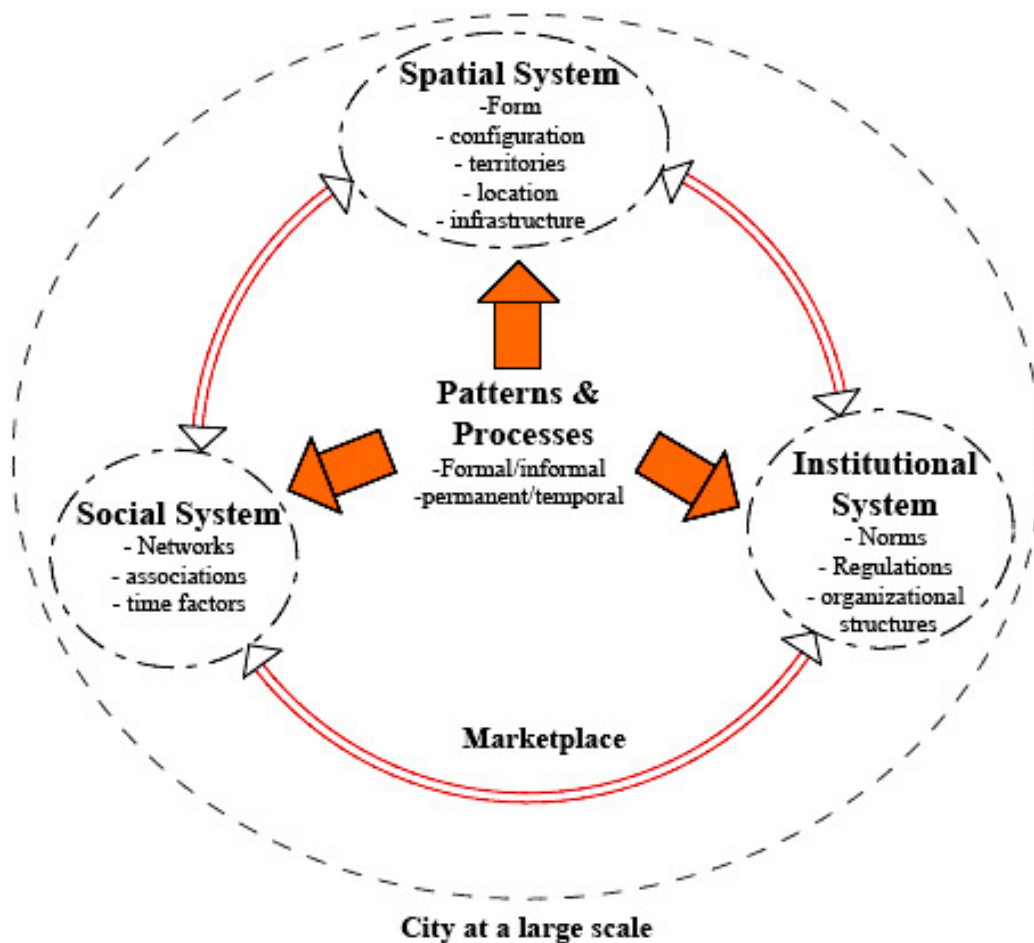 Spatial System
-Form
- configuration
- territories
- location
- infrastructure
Patterns &
Processes
-Formal/informal
-permanent/temporal
Social System
- Networks
- associations
- time factors
Institutional
System
- Norms
- Regulations
- organizational
structures
Marketplace
City at a large scale